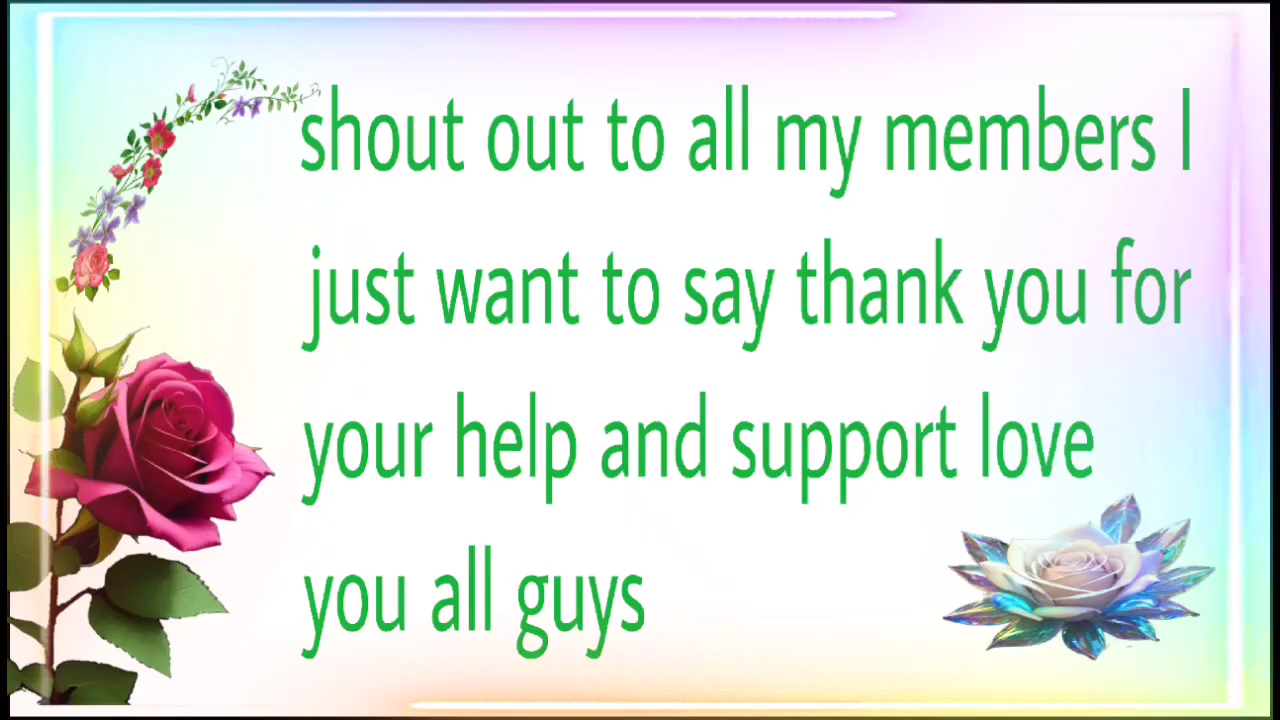 shout out to all my members I
just want to say thank you for
your help and support love
you all guys